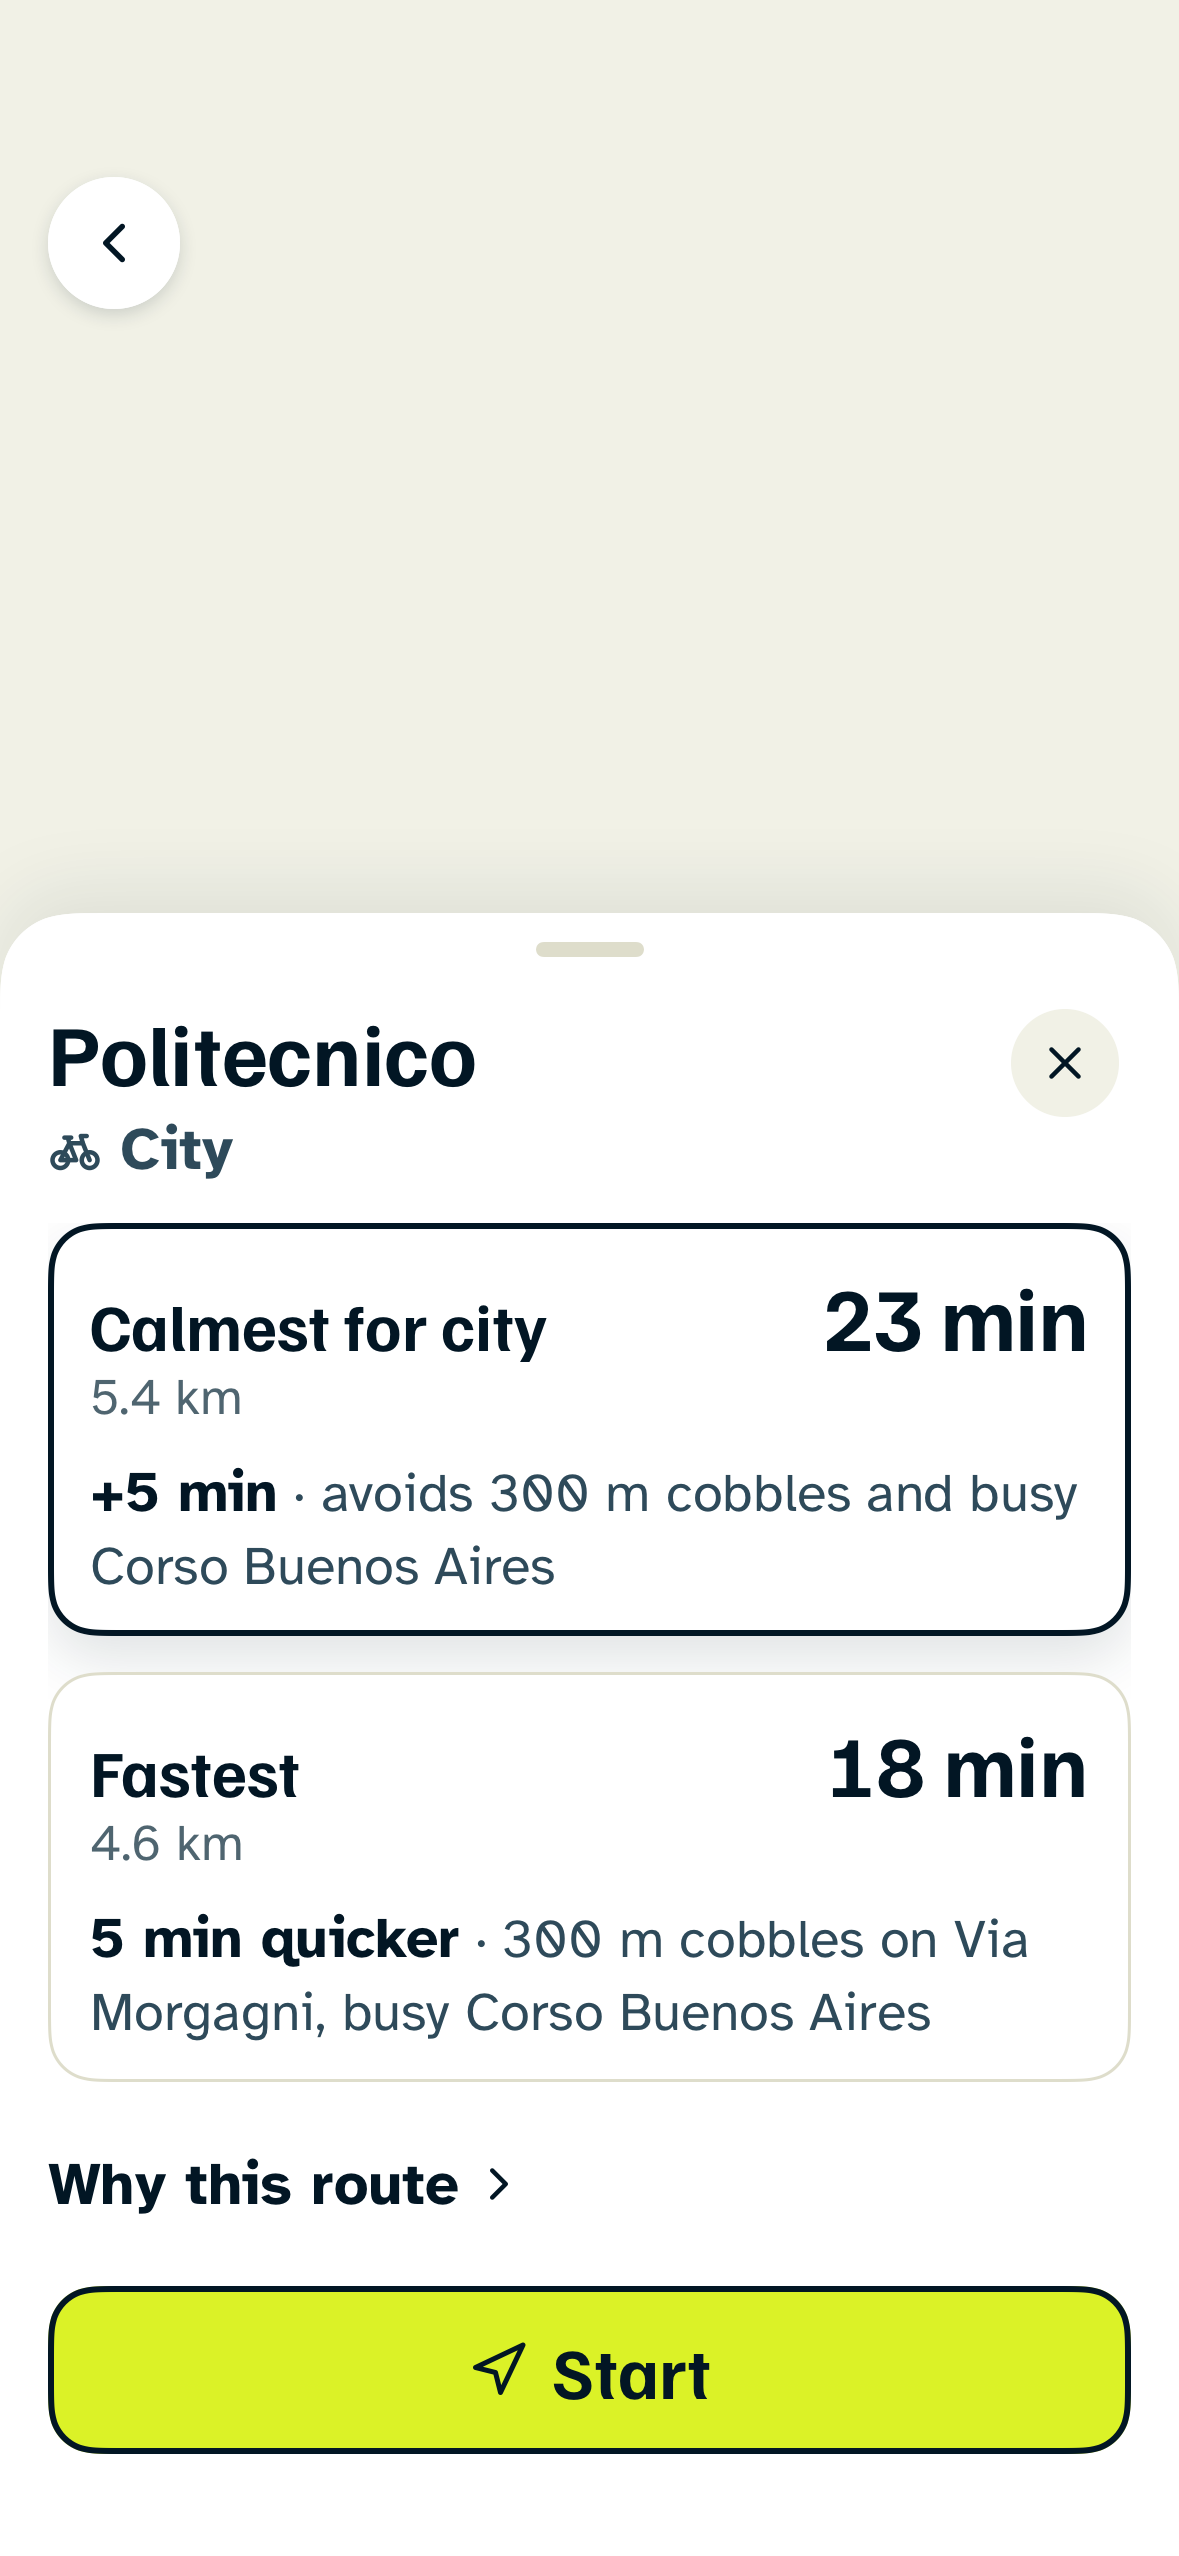 Politecnico
City
Calmest for city 23 min
5.4 km
+5 min · avoids 300 m cobbles and busy
Corso Buenos Aires
Fastest 18 min
4.6 km
5 min quicker · 300 m cobbles on Via
Morgagni, busy Corso Buenos Aires
Why this route
Start